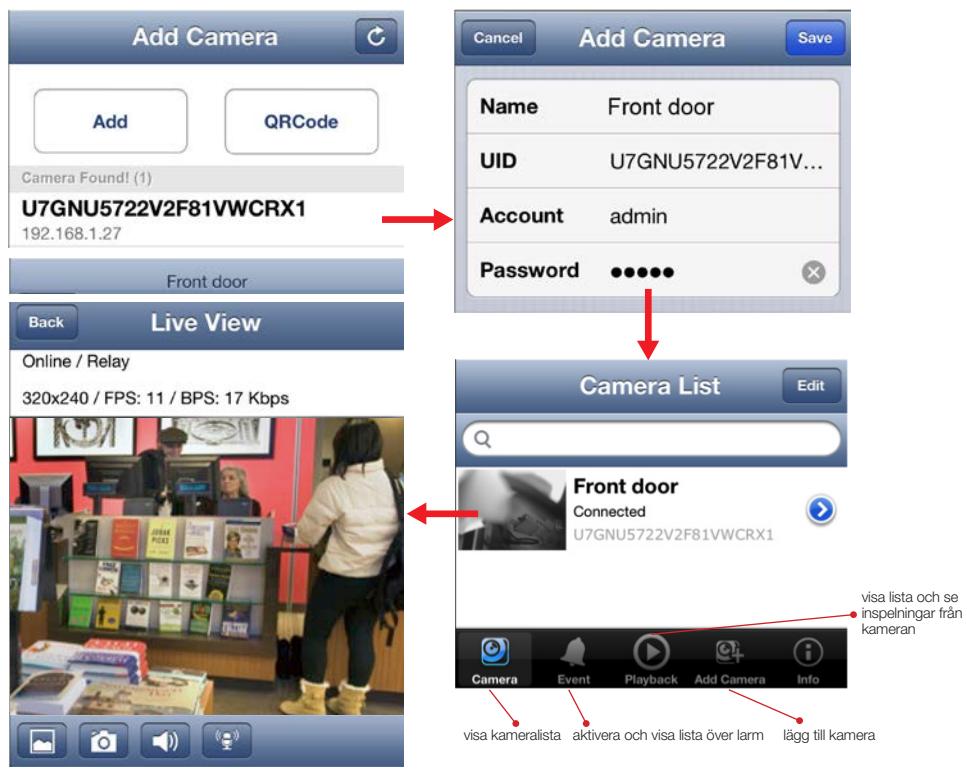 Add Camera
Add
QRCode
Camera Found! (1)
U7GNU5722V2F81VWCRX1
192.168.1.27
Cancel
Add Camera
Save
Name Front door
UID U7GNU5722V2F81V...
Account admin
Password
Front door
Back
Live View
Online / Relay
320x240 / FPS: 11 / BPS: 17 Kbps
Camera List
Edit
Front door
Connected
U7GNU5722V2F81VWCRX1
Camera
Event
Playback
Add Camera
Info
visa lista och se
inspelningar från
kameran
visa kameralista
aktivera och visa lista över larm
lägg till kamera